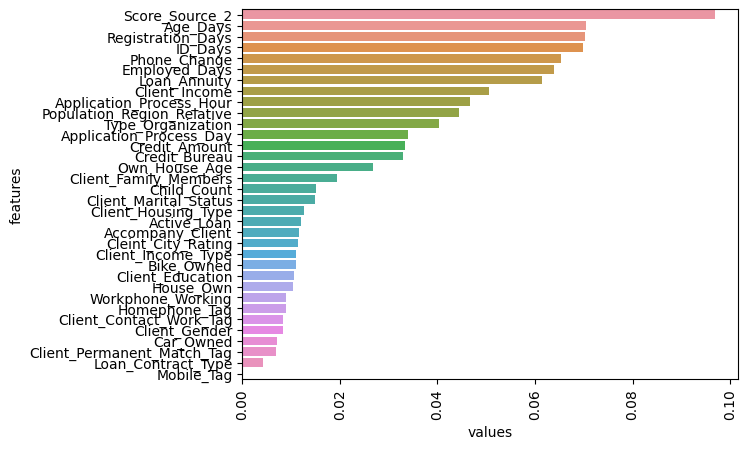 Score_Source_2
Age_Days
Registration_Days
ID_Days
Phone_Change
Employed_Days
Loan_Annuity
Client_Income
Application_Process_Hour
Population_Region_Relative
Type_Organization
Application_Process_Day
Credit_Amount
Credit_Bureau
Own_House_Age
Client_Family_Members
Child_Count
Client_Marital_Status
Client_Housing_Type
Active_Loan
Accompany_Client
Cleint_City_Rating
Client_Income_Type
Bike_Owned
Client_Education
House_Own
Workphone_Working
Homephone_Tag
Client_Contact_Work_Tag
Client_Gender
Car_Owned
Client_Permanent_Match_Tag
Loan_Contract_Type
Mobile_Tag
features
0.00 0.02 0.04 0.06 0.08 0.10
values